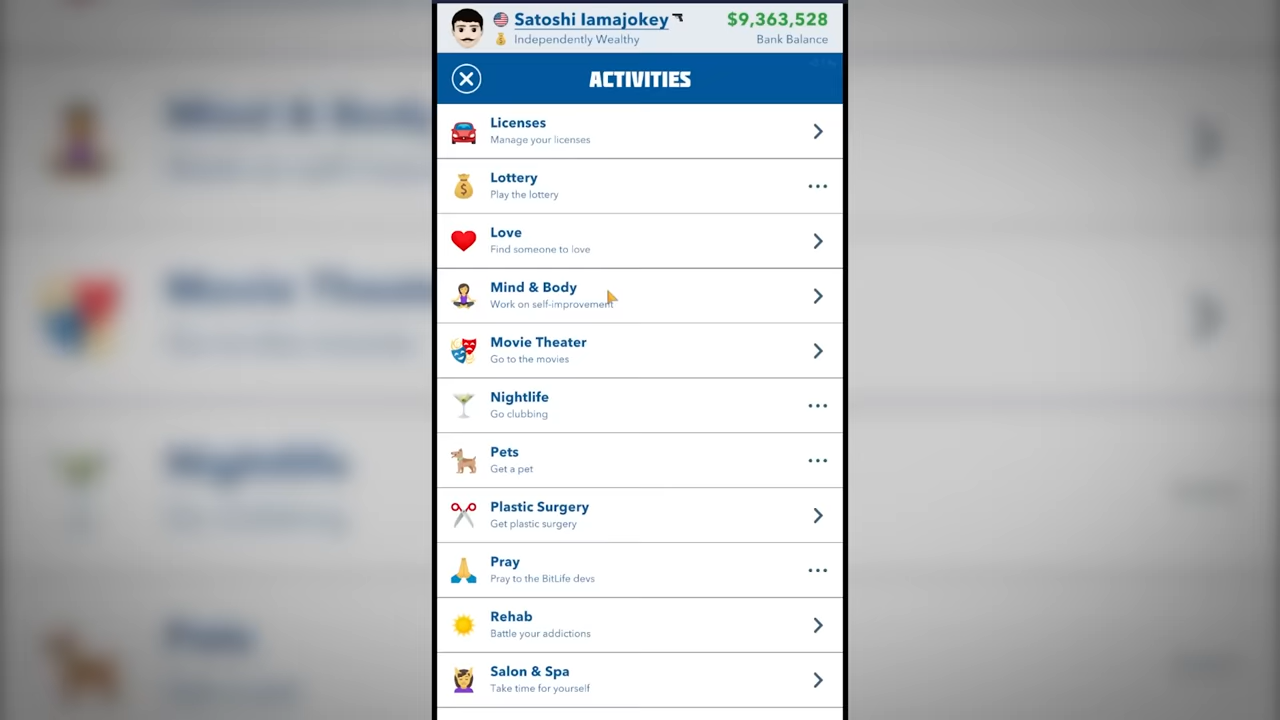 Satoshi Iamajokey
$9,363,528
Independently Wealthy
Bank Balance
ACTIVITIES
Licenses
Manage your licenses
Lottery
Play the lottery
Love
Find someone to love
Mind & Body
Work on self-improvement
Movie Theater
Go to the movies
Nightlife
Go clubbing
Pets
Get a pet
Plastic Surgery
Get plastic surgery
Pray
Pray to the BitLife devs
Rehab
Battle your addictions
Salon & Spa
Take time for yourself